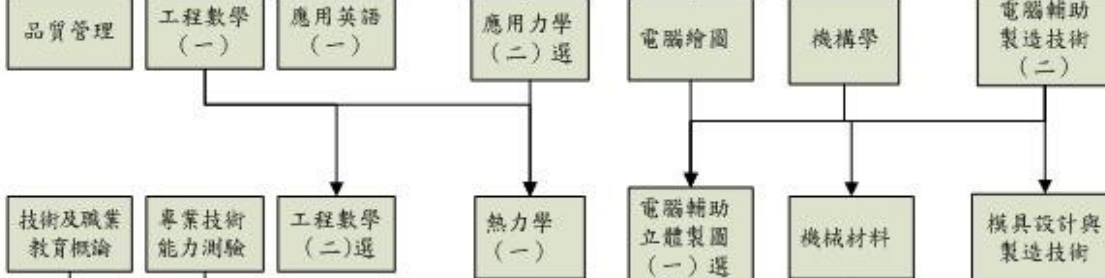 品質管理
工程數學
（一）
應用英語
（一）
應用力學
（二）選
電腦繪圖
機構學
電腦輔助
製造技術
（二）
技術及職業
教育概論
專業技術
能力測驗
工程數學
（二)選
熱力學
（一）
電腦輔助
立體製圖
（一）選
機械材料
模具設計與
製造技術